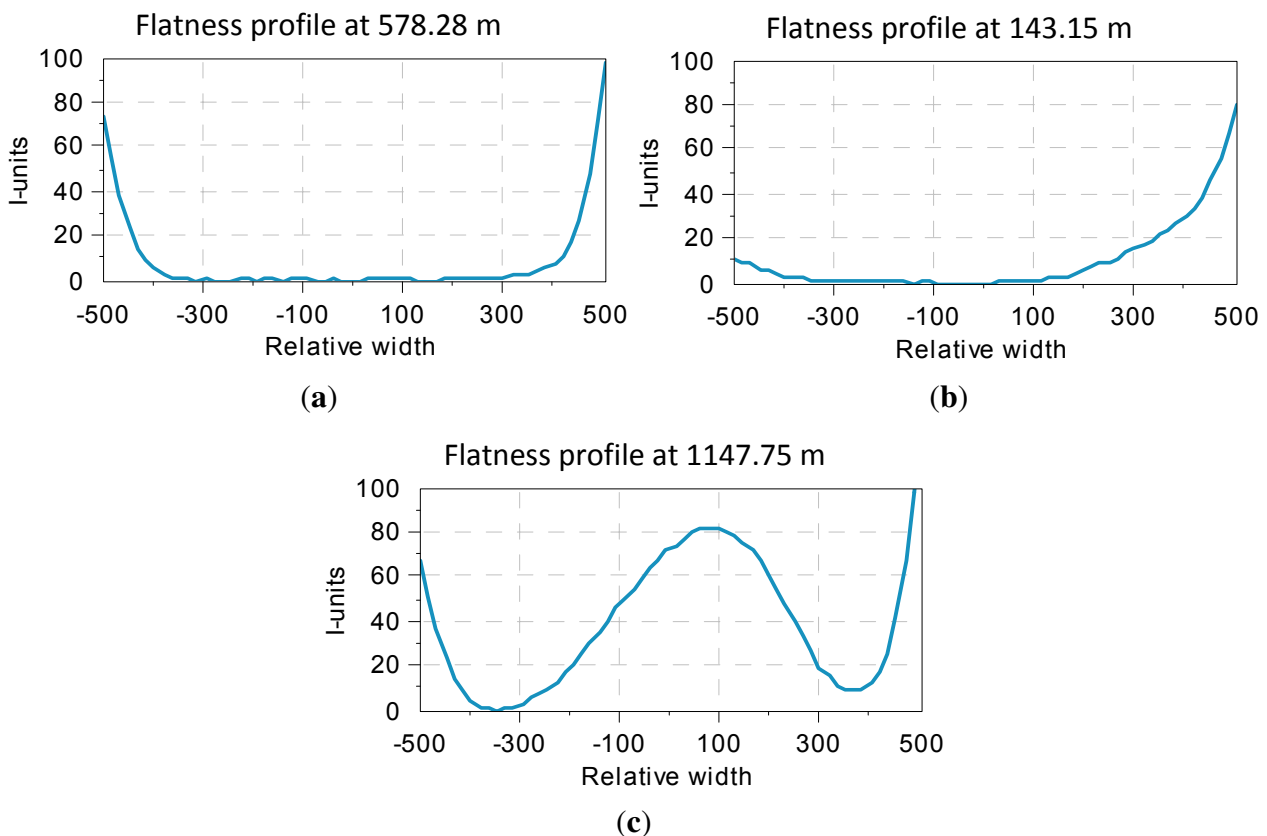 Flatness profile at 578.28 m
100
80
60
40
20
0
I-units
-500 -300 -100 100 300 500
Relative width
(a)
Flatness profile at 143.15 m
100
80
60
40
20
0
I-units
-500 -300 -100 100 300 500
Relative width
(b)
Flatness profile at 1147.75 m
100
80
60
40
20
0
I-units
-500 -300 -100 100 300 500
Relative width
(c)